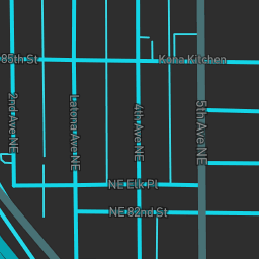 85th St
Kona Kitchen
2nd Ave NE
Latona Ave NE
4th Ave NE
5th Ave NE
NE Elk Pl
NE 82nd St